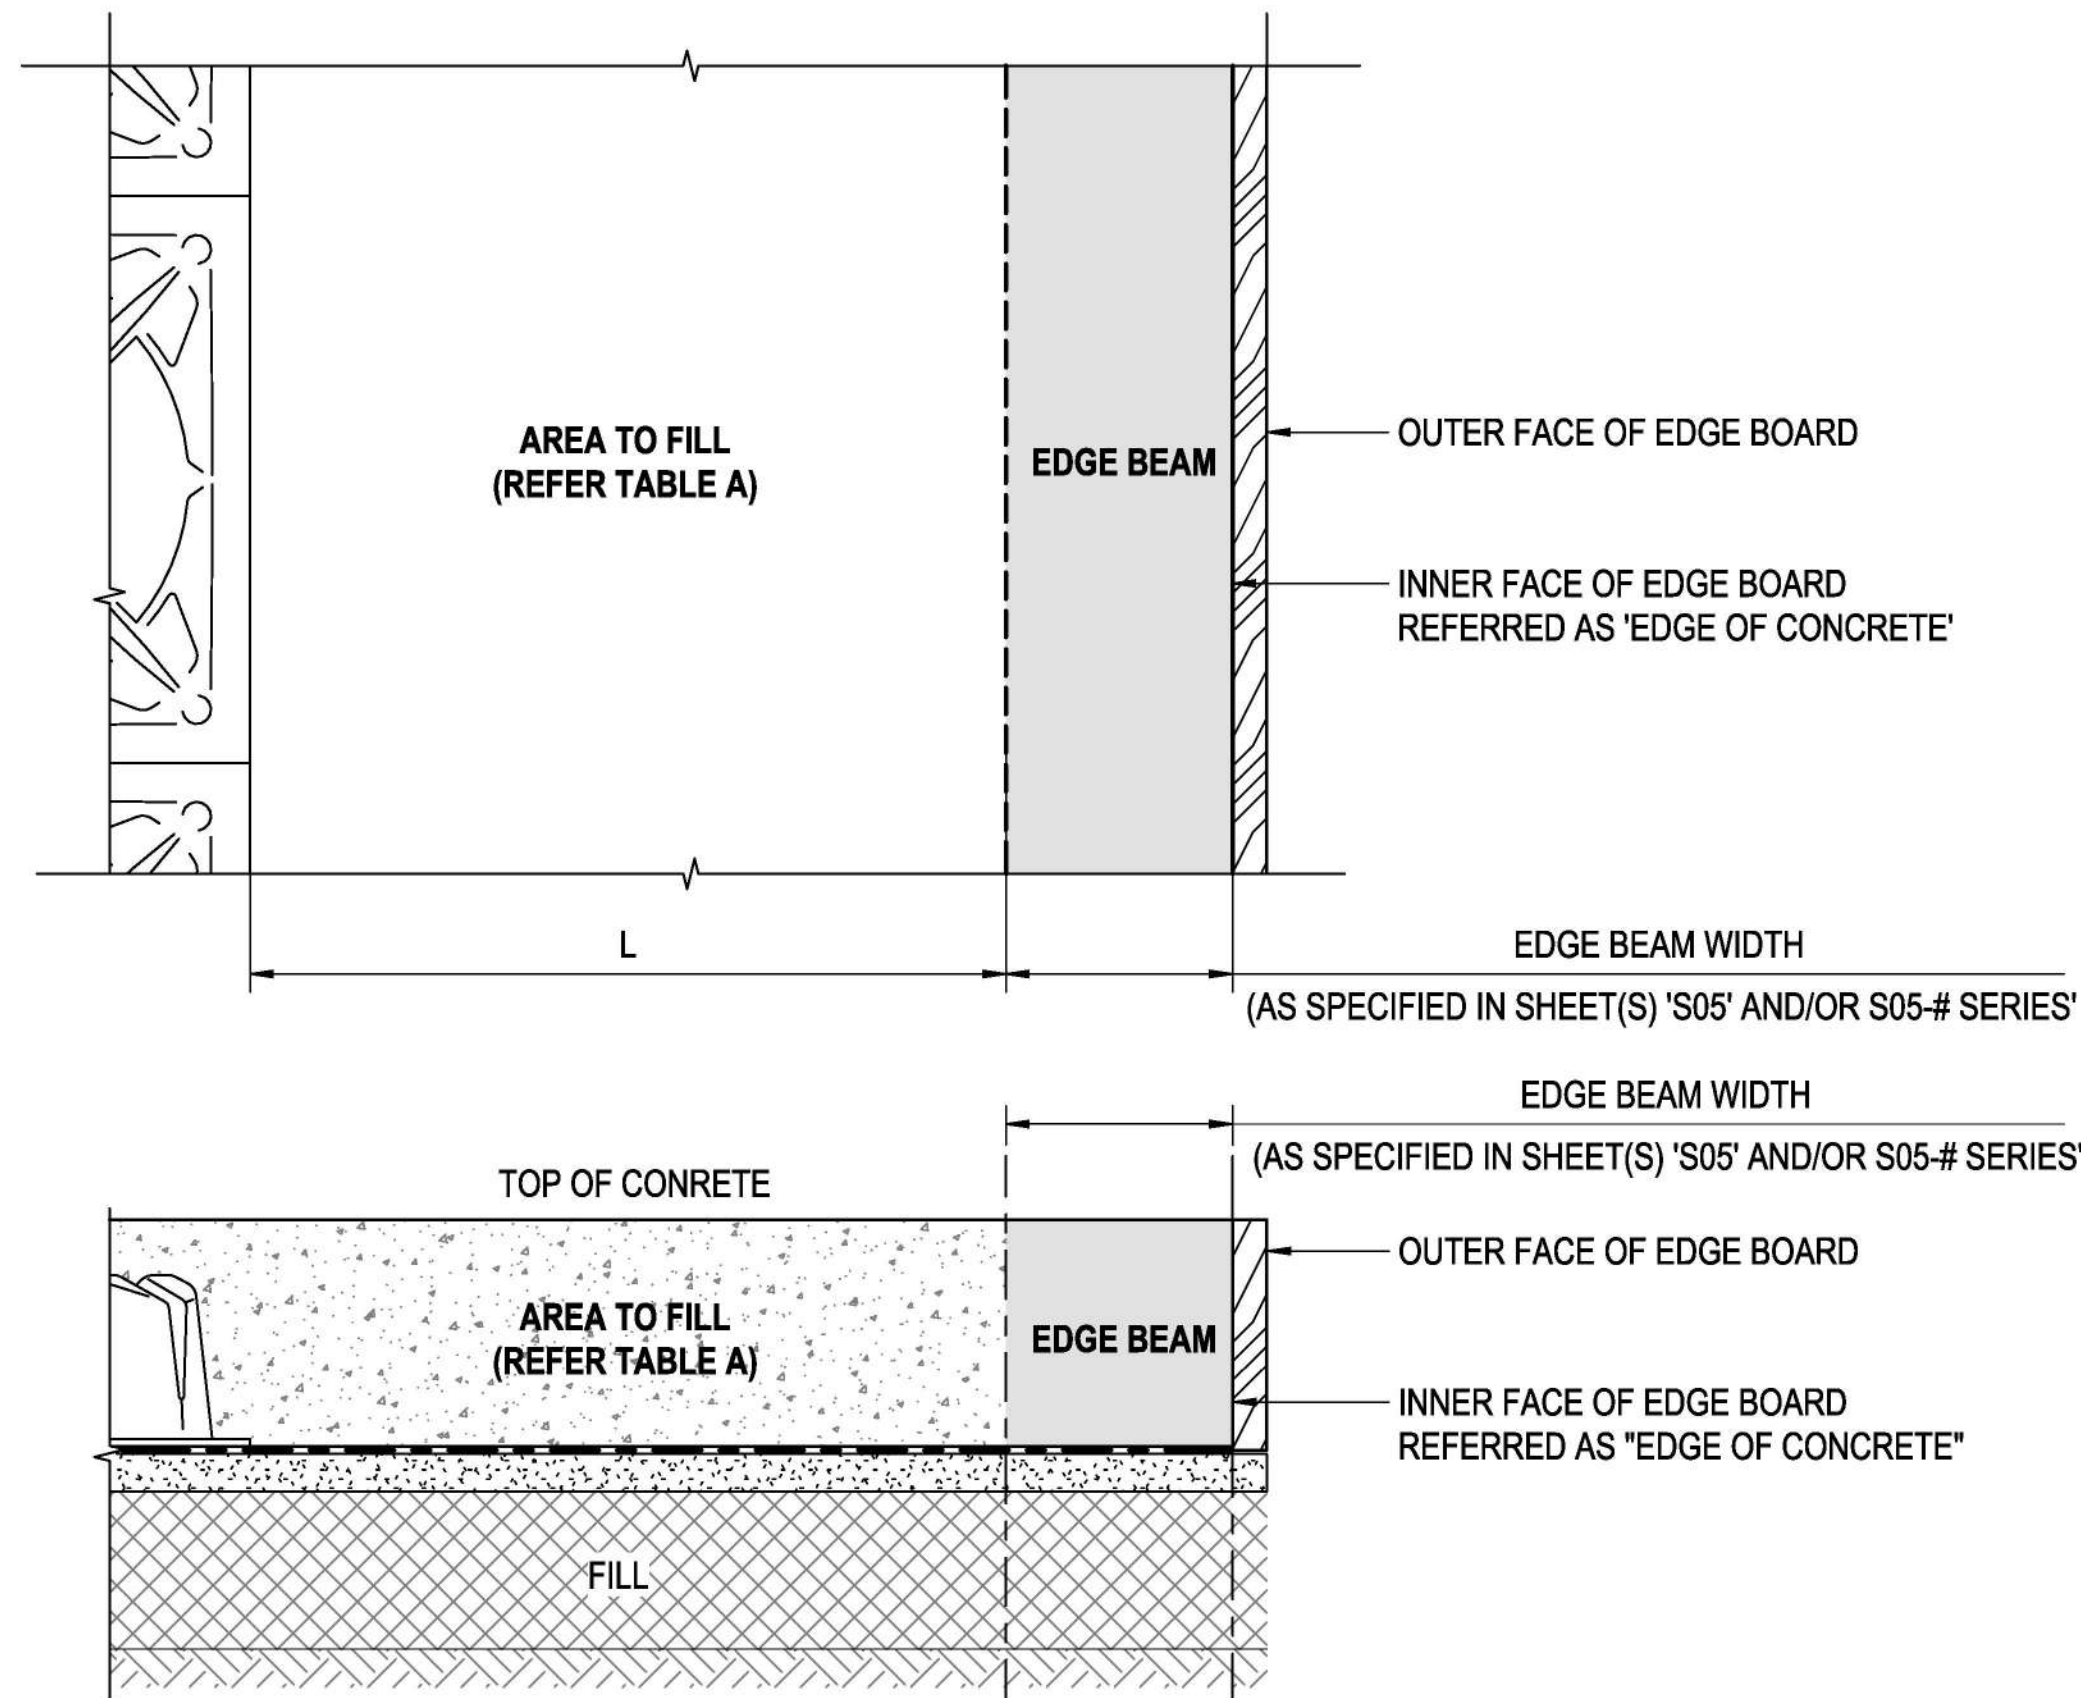 AREA TO FILL
(REFER TABLE A)
EDGE BEAM
OUTER FACE OF EDGE BOARD
INNER FACE OF EDGE BOARD
REFERRED AS 'EDGE OF CONCRETE'
L
EDGE BEAM WIDTH
(AS SPECIFIED IN SHEET(S) 'S05' AND/OR S05-# SERIES'
EDGE BEAM WIDTH
(AS SPECIFIED IN SHEET(S) 'S05' AND/OR S05-# SERIES'
TOP OF CONRETE
AREA TO FILL
(REFER TABLE A)
EDGE BEAM
OUTER FACE OF EDGE BOARD
INNER FACE OF EDGE BOARD
REFERRED AS "EDGE OF CONCRETE"
FILL